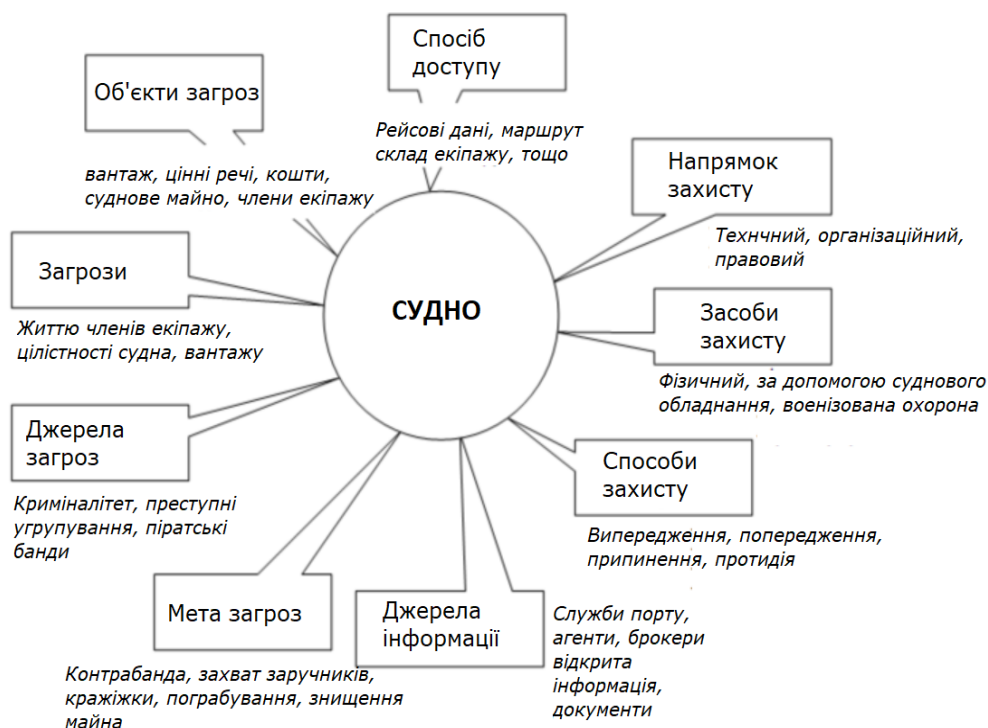 Спосіб
доступу
Рейсові дані, маршрут
склад екіпажу, тощо
Об'єкти загроз
вантаж, цінні речі, кошти,
суднове майно, члени екіпажу
Напрямок
захисту
Технчний, організаційний,
правовий
Загрози
Життю членів екіпажу,
цілістності судна, вантажу
СУДНО
Засоби
захисту
Фізичний, за допомогою суднового
обладнання, военізована охорона
Джерела
загроз
Криміналітет, преступні
угрупування, піратські
банди
Способи
захисту
Випередження, попередження,
припинення, протидія
Мета загроз
Контрабанда, захват заручників,
кражіжки, пограбування, знищення
майна
Джерела
інформації
Служби порту,
агенти, брокери
відкрита
інформація,
документи